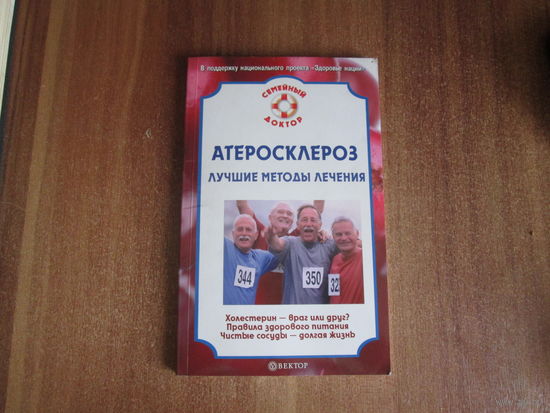 В поддержку национального проекта «Здоровье нации»
СЕМЕЙНЫЙ
ДОКТОР
АТЕРОСКЛЕРОЗ
ЛУЧШИЕ МЕТОДЫ ЛЕЧЕНИЯ
344
350
32
Холестерин — враг или друг?
Правила здорового питания
Чистые сосуды — долгая жизнь
ВЕКТОР